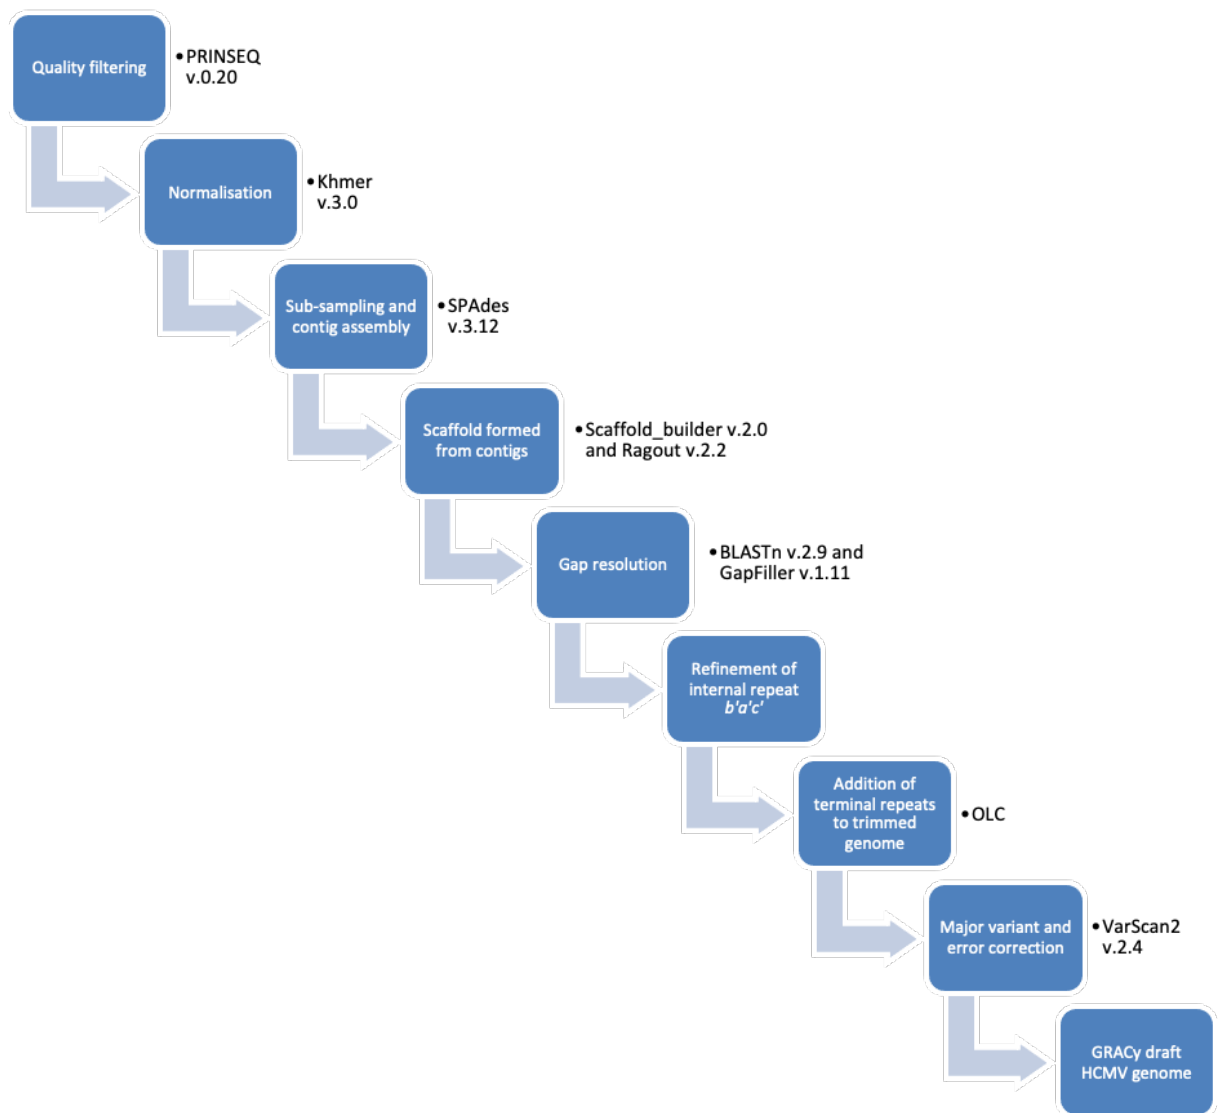 Quality filtering
•PRINSEQ
v.0.20
Normalisation
•Khmer
v.3.0
Sub-sampling and
contig assembly
•SPAdes
v.3.12
Scaffold formed
from contigs
•Scaffold_builder v.2.0
and Ragout v.2.2
Gap resolution
•BLASTn v.2.9 and
GapFiller v.1.11
Refinement of
internal repeat
b'a'c'
Addition of
terminal repeats
to trimmed
genome
•OLC
Major variant and
error correction
•VarScan2
v.2.4
GRACy draft
HCMV genome